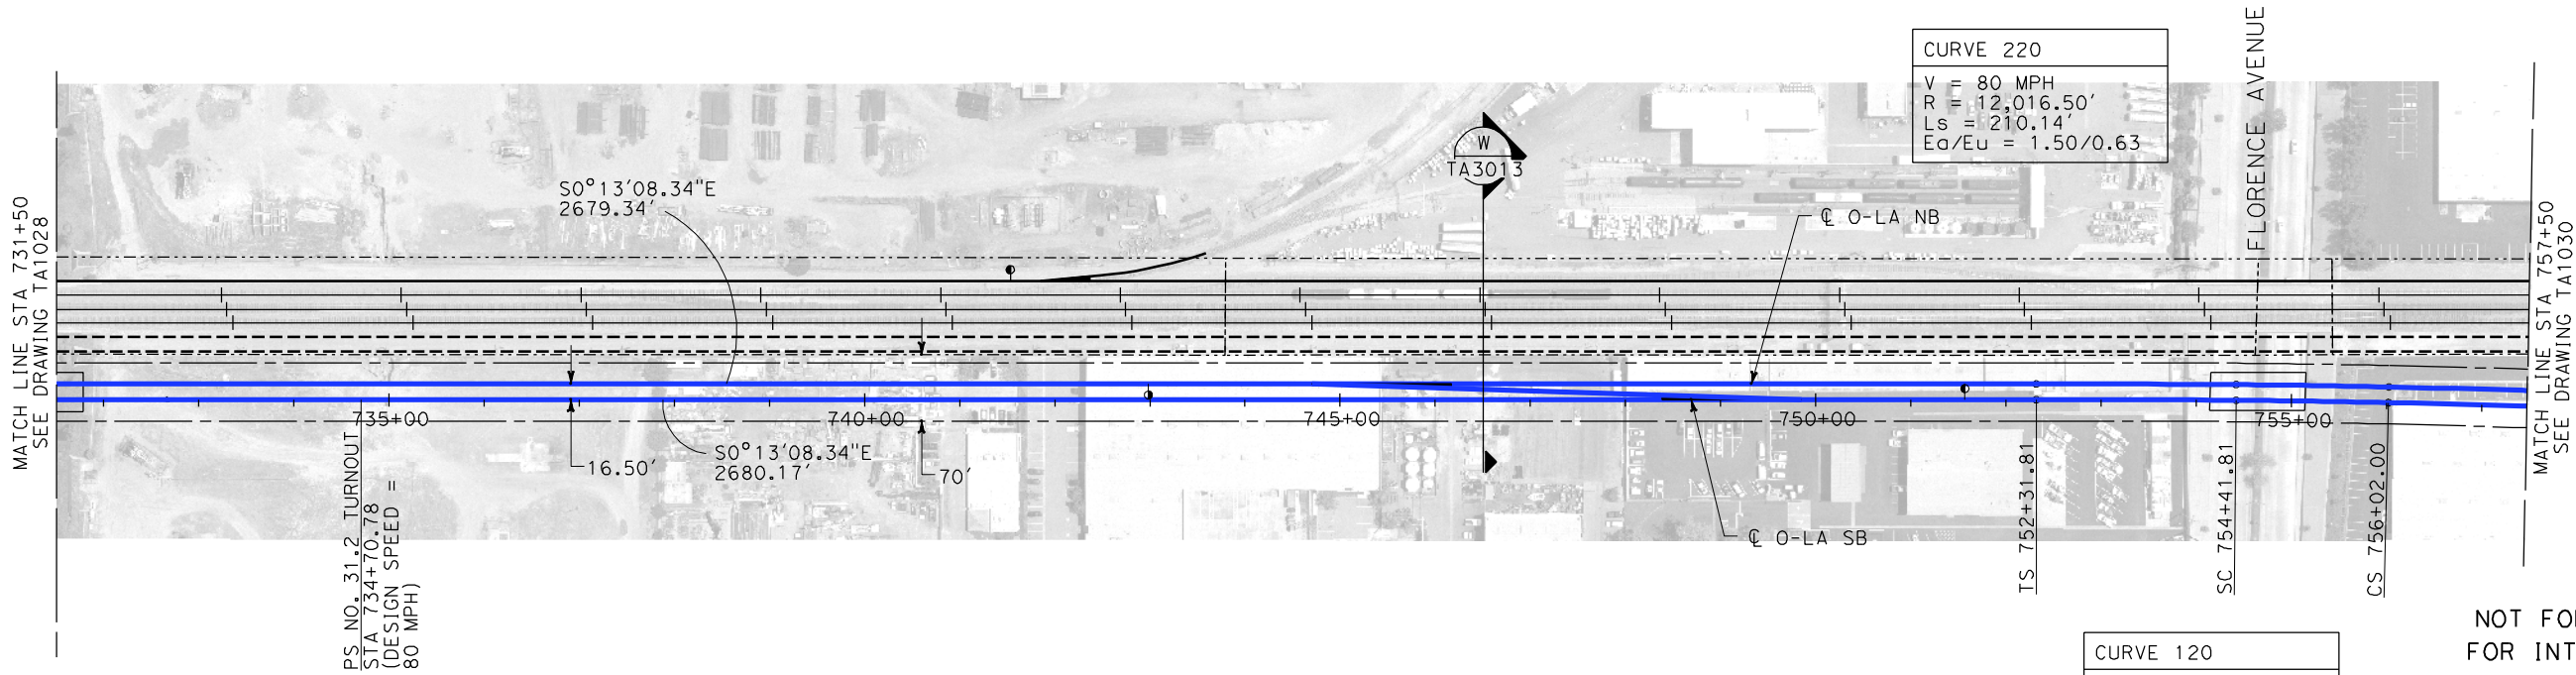 MATCH LINE STA 731+50
SEE DRAWING TA1028
S0°13'08.34"E
2679.34'
PS NO. 31.2 TURNOUT
STA 734+70.78
(DESIGN SPEED =
80 MPH)
735+00
16.50'
S0°13'08.34"E
2680.17'
740+00
70'
745+00
W
TA3013
℄ O-LA NB
℄ O-LA SB
750+00
CURVE 220
V = 80 MPH
R = 12,016.50'
Ls = 210.14'
Ea/Eu = 1.50/0.63
FLORENCE AVENUE
755+00
TS 752+31.81
SC 754+41.81
CS 756+02.00
MATCH LINE STA 757+50
SEE DRAWING TA1030
NOT FO
FOR INT
CURVE 120